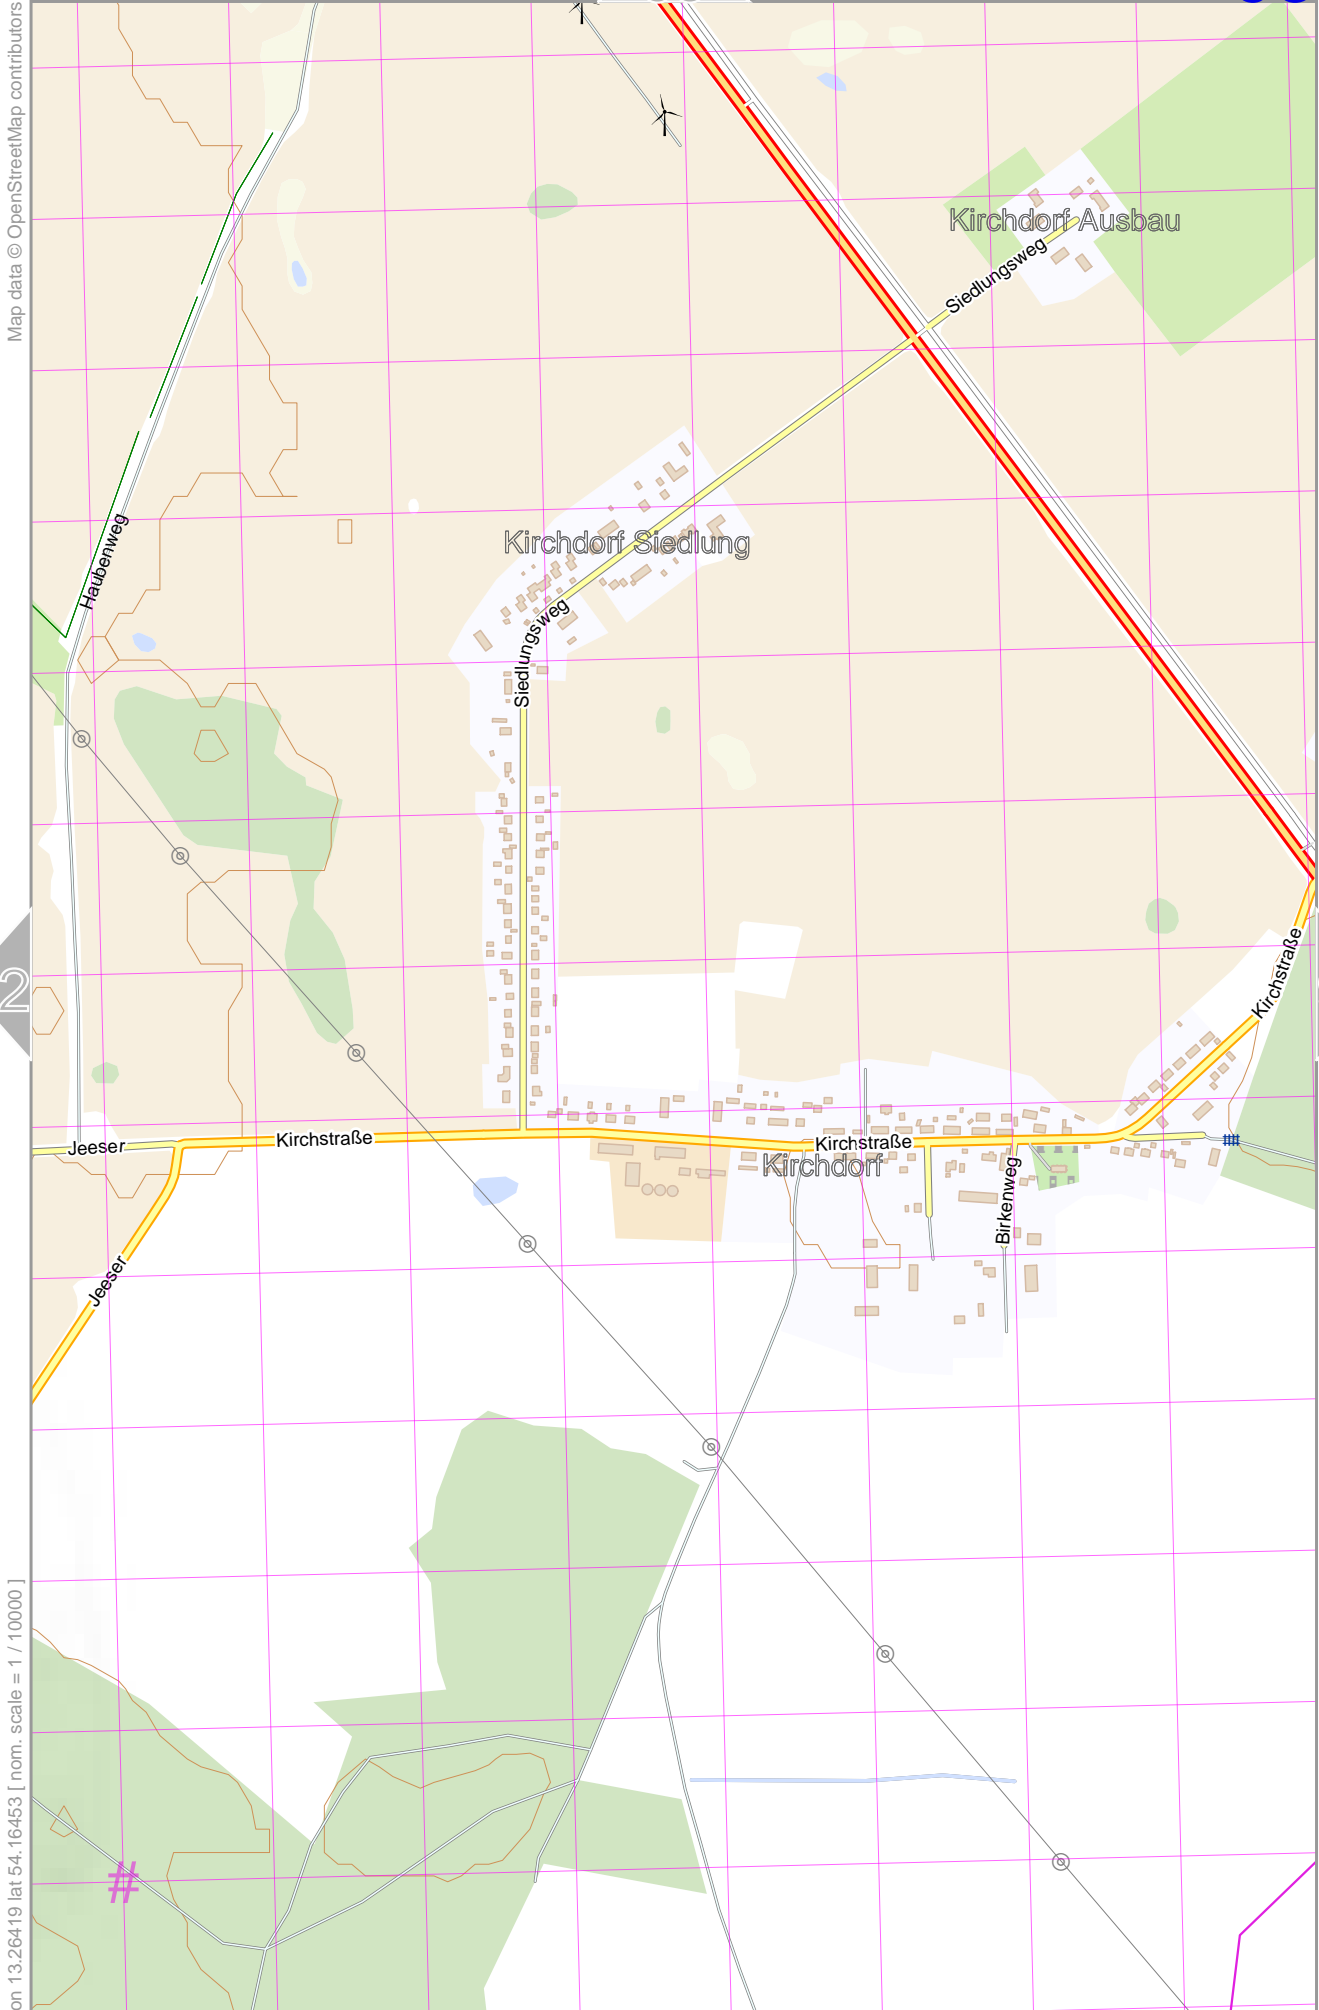 Map data © OpenStreetMap contributors
Kirchdorf Ausbau
Siedlungsweg
Haubenweg
Kirchdorf Siedlung
Siedlungsweg
Kirchstraße
2
Jeeser
Kirchstraße
Kirchstraße
Kirchdorf
Birkenweg
Jeeser
on 13.26419 lat 54.16453 [ nom. scale = 1 / 10000 ]
#